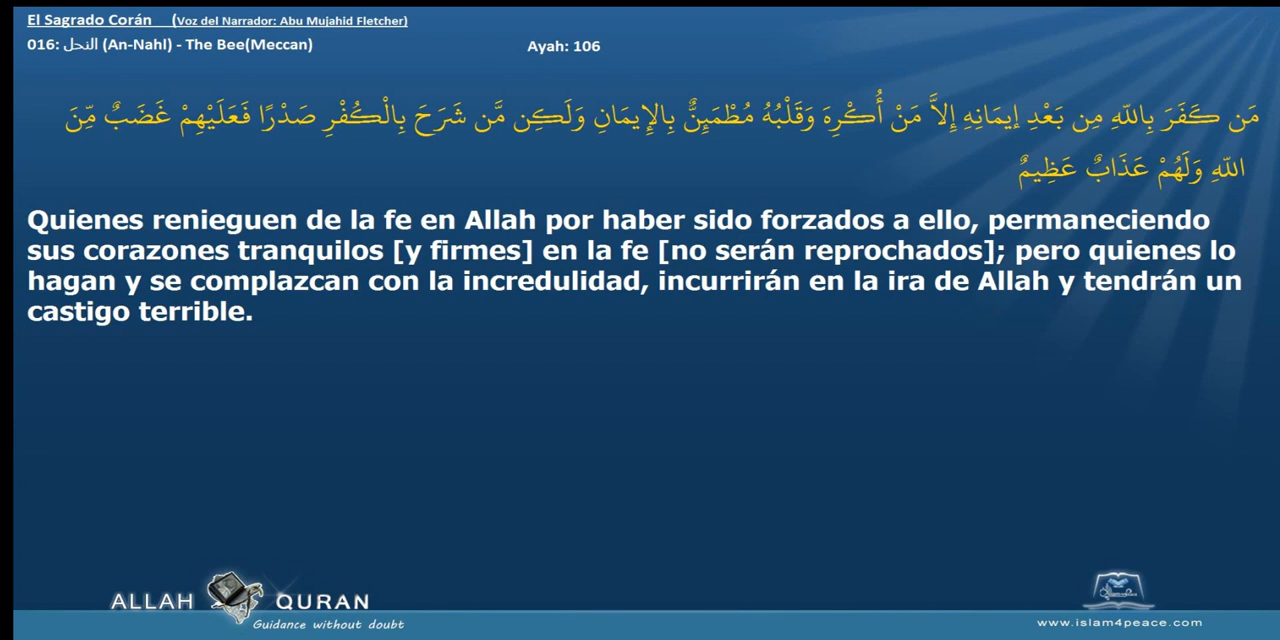 El Sagrado Corán (Voz del Narrador: Abu Mujahid Fletcher)
016: النحل (An-Nahl) - The Bee(Meccan) Ayah: 106
مَن كَفَرَ بِاللّهِ مِن بَعْدِ إيمَانِهِ إِلاَّ مَنْ أُكْرِهَ وَقَلْبُهُ مُطْمَئِنٌّ بِالإِيمَانِ وَلَكِن مَّن شَرَحَ بِالْكُفْرِ صَدْرًا فَعَلَيْهِمْ غَضَبٌ مِّنَ
اللّهِ وَلَهُمْ عَذَابٌ عَظِيمٌ
Quienes renieguen de la fe en Allah por haber sido forzados a ello, permaneciendo
sus corazones tranquilos [y firmes] en la fe [no serán reprochados]; pero quienes lo
hagan y se complazcan con la incredulidad, incurrirán en la ira de Allah y tendrán un
castigo terrible.
ALLAH QURAN
Guidance without doubt
www.islam4peace.com